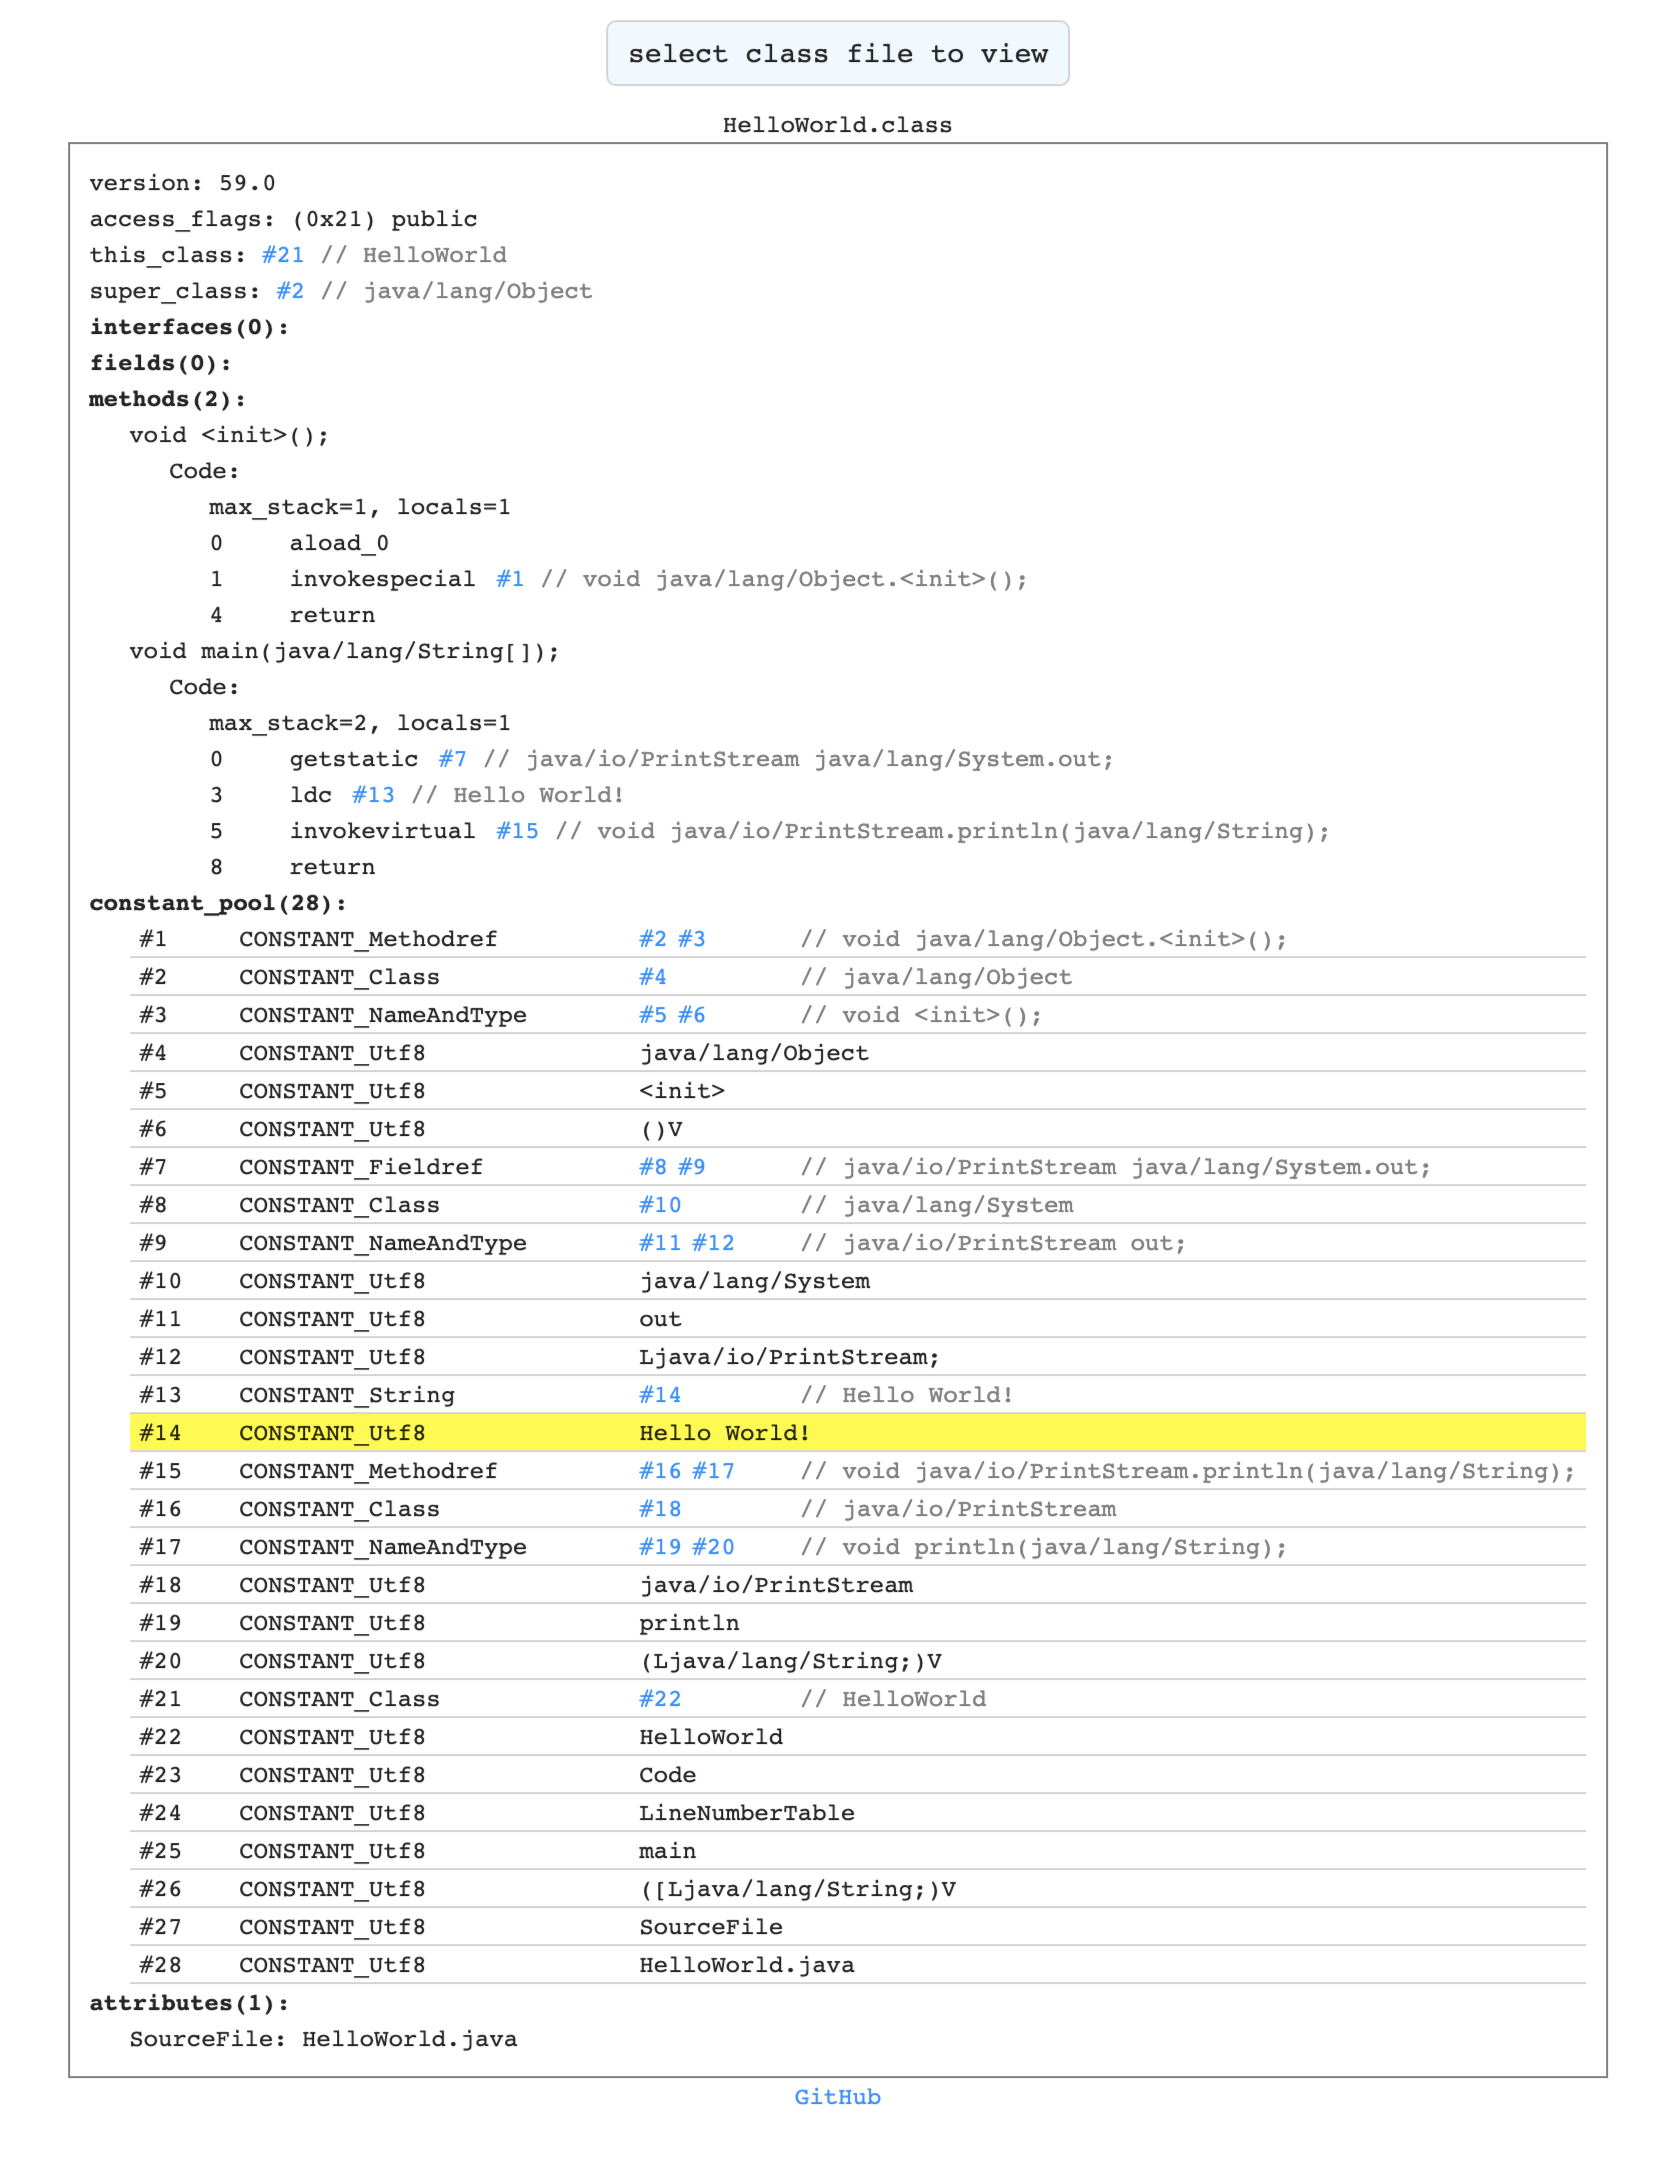 select class file to view
HelloWorld.class
version: 59.0
access_flags: (0x21) public
this_class: #21 // HelloWorld
super_class: #2 // java/lang/Object
interfaces(0):
fields(0):
methods(2):
void <init>();
Code:
max_stack=1, locals=1
0 aload_0
1 invokespecial #1 // void java/lang/Object.<init>();
4 return
void main(java/lang/String[]);
Code:
max_stack=2, locals=1
0 getstatic #7 // java/io/PrintStream java/lang/System.out;
3 ldc #13 // Hello World!
5 invokevirtual #15 // void java/io/PrintStream.println(java/lang/String);
8 return
constant_pool(28):
#1 CONSTANT_Methodref #2 #3 // void java/lang/Object.<init>();
#2 CONSTANT_Class #4 // java/lang/Object
#3 CONSTANT_NameAndType #5 #6 // void <init>();
#4 CONSTANT_Utf8 java/lang/Object
#5 CONSTANT_Utf8 <init>
#6 CONSTANT_Utf8 ()V
#7 CONSTANT_Fieldref #8 #9 // java/io/PrintStream java/lang/System.out;
#8 CONSTANT_Class #10 // java/lang/System
#9 CONSTANT_NameAndType #11 #12 // java/io/PrintStream out;
#10 CONSTANT_Utf8 java/lang/System
#11 CONSTANT_Utf8 out
#12 CONSTANT_Utf8 Ljava/io/PrintStream;
#13 CONSTANT_String #14 // Hello World!
#14 CONSTANT_Utf8 Hello World!
#15 CONSTANT_Methodref #16 #17 // void java/io/PrintStream.println(java/lang/String);
#16 CONSTANT_Class #18 // java/io/PrintStream
#17 CONSTANT_NameAndType #19 #20 // void println(java/lang/String);
#18 CONSTANT_Utf8 java/io/PrintStream
#19 CONSTANT_Utf8 println
#20 CONSTANT_Utf8 (Ljava/lang/String;)V
#21 CONSTANT_Class #22 // HelloWorld
#22 CONSTANT_Utf8 HelloWorld
#23 CONSTANT_Utf8 Code
#24 CONSTANT_Utf8 LineNumberTable
#25 CONSTANT_Utf8 main
#26 CONSTANT_Utf8 ([Ljava/lang/String;)V
#27 CONSTANT_Utf8 SourceFile
#28 CONSTANT_Utf8 HelloWorld.java
attributes(1):
SourceFile: HelloWorld.java
GitHub